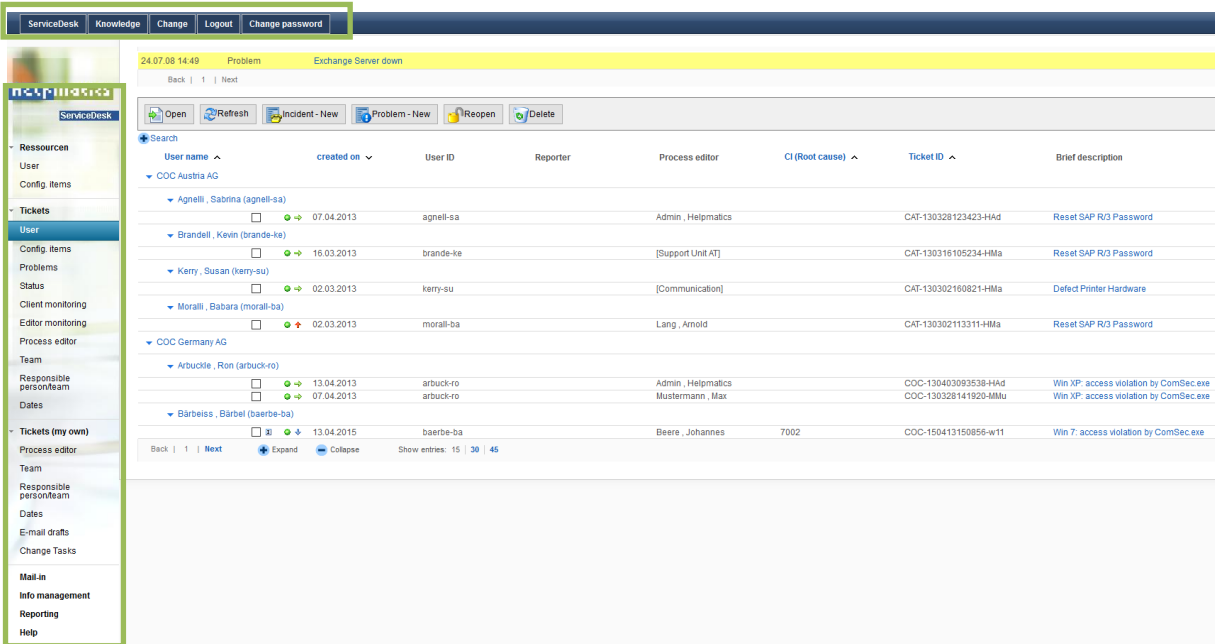 ServiceDesk Knowledge Change Logout Change password
24.07.08 14:49 Problem Exchange Server down
Back | 1 | Next
helpmatics
ServiceDesk
Ressourcen
User
Config. items
Tickets
User
Config. items
Problems
Status
Client monitoring
Editor monitoring
Process editor
Team
Responsible
person/team
Dates
Tickets (my own)
Process editor
Team
Responsible
person/team
Dates
E-mail drafts
Change Tasks
Mail-in
Info management
Reporting
Help
Open Refresh Incident - New Problem - New Reopen Delete
Search
User name created on User ID Reporter Process editor CI (Root cause) Ticket ID Brief description
COC Austria AG
Agnelli , Sabrina (agnell-sa)
07.04.2013 agnell-sa Admin , Helpmatics CAT-130328123423-HAd Reset SAP R/3 Password
Brandell , Kevin (brande-ke)
16.03.2013 brande-ke [Support Unit AT] CAT-130316105234-HMa Reset SAP R/3 Password
Kerry , Susan (kerry-su)
02.03.2013 kerry-su [Communication] CAT-130302160821-HMa Defect Printer Hardware
Moralli , Babara (morall-ba)
02.03.2013 morall-ba Lang , Arnold CAT-130302113311-HMa Reset SAP R/3 Password
COC Germany AG
Arbuckle , Ron (arbuck-ro)
13.04.2013 arbuck-ro Admin , Helpmatics COC-130403093538-HAd Win XP: access violation by ComSec.exe
07.04.2013 arbuck-ro Mustermann , Max COC-130328141920-MMu Win XP: access violation by ComSec.exe
Bärbeiss , Bärbel (baerbe-ba)
13.04.2015 baerbe-ba Beere , Johannes 7002 COC-150413150856-w11 Win 7: access violation by ComSec.exe
Back | 1 | Next Expand Collapse Show entries: 15 | 30 | 45